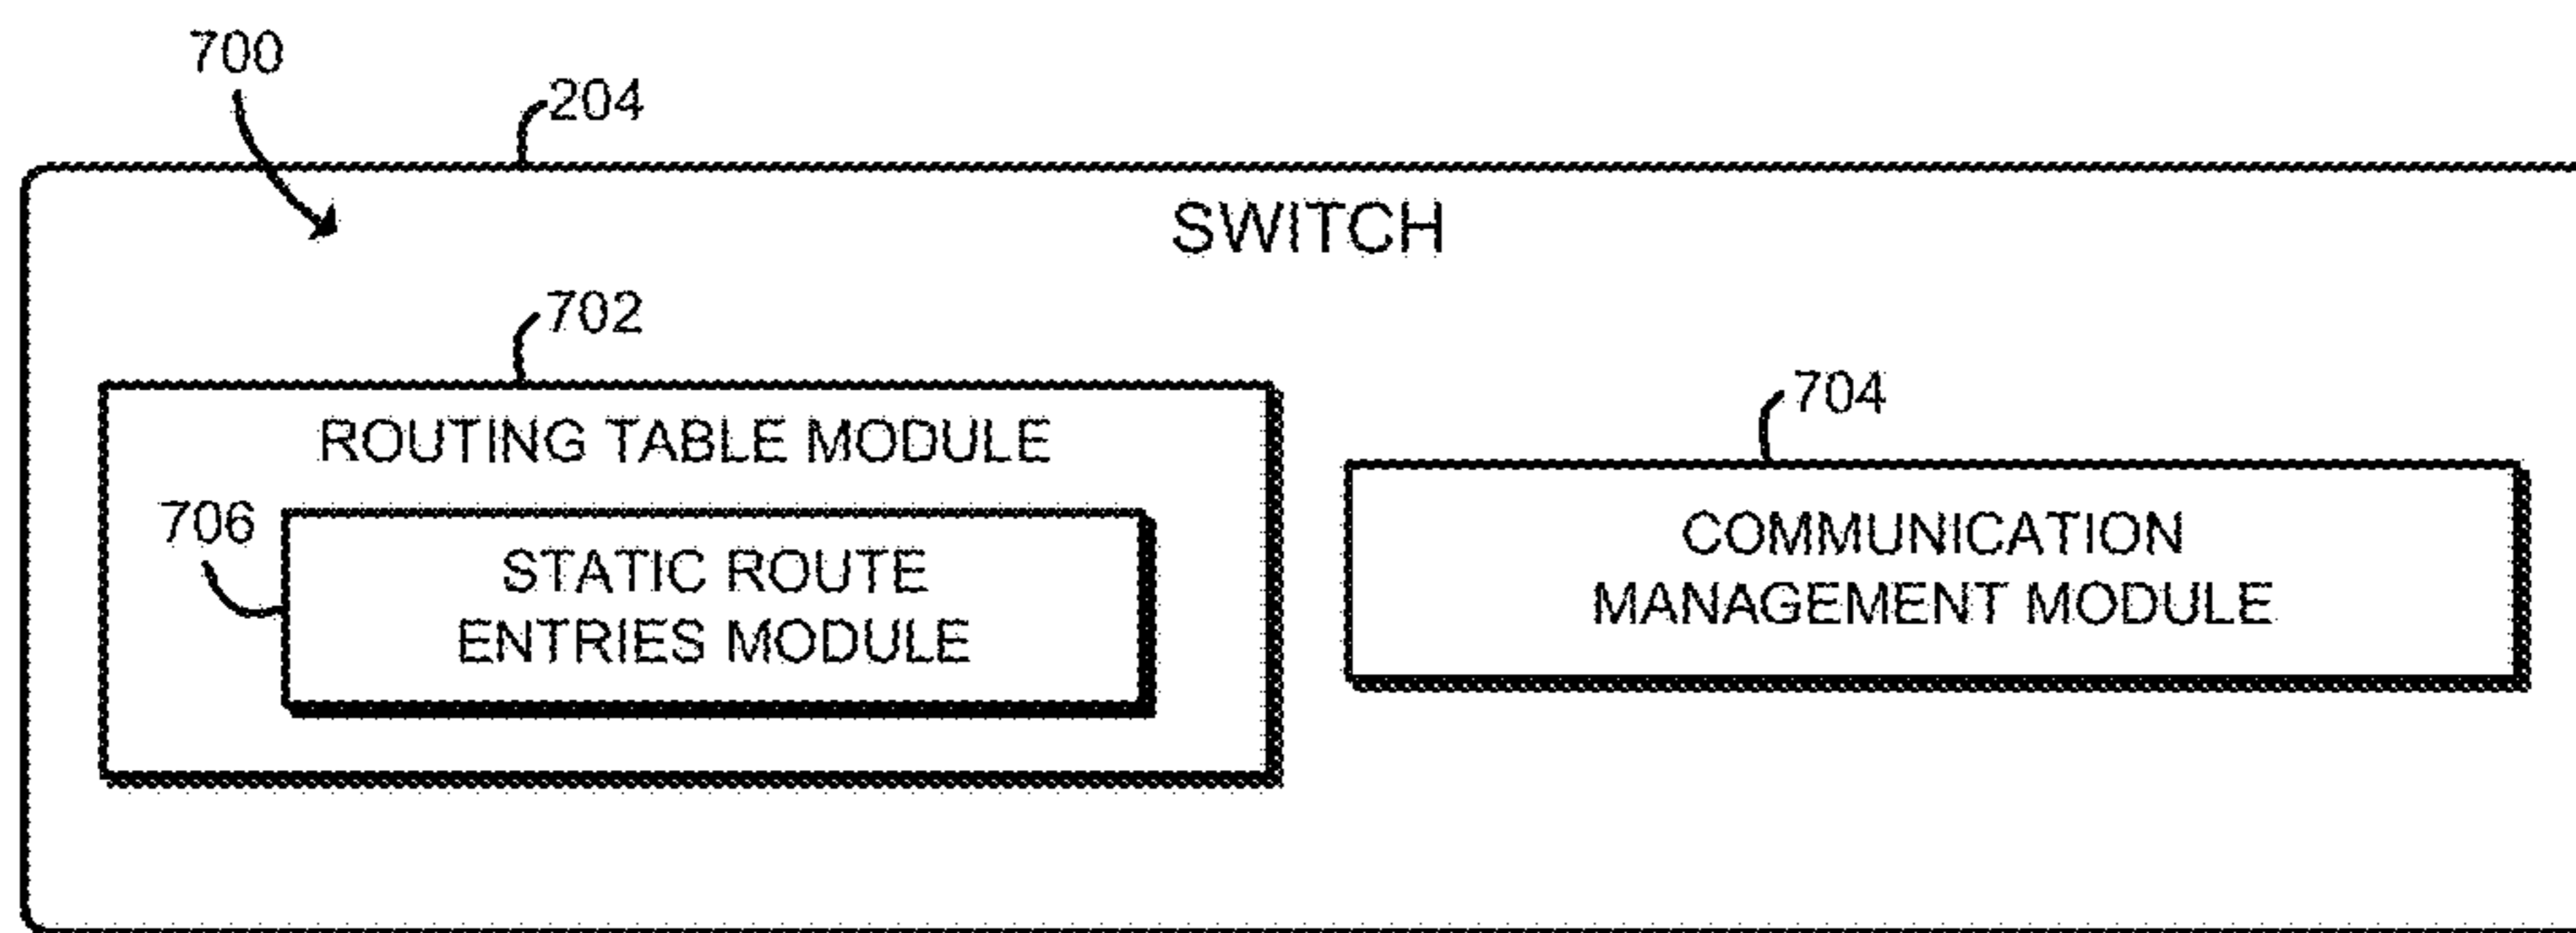 700
204
SWITCH
702
704
ROUTING TABLE MODULE
706
STATIC ROUTE
ENTRIES MODULE
COMMUNICATION
MANAGEMENT MODULE